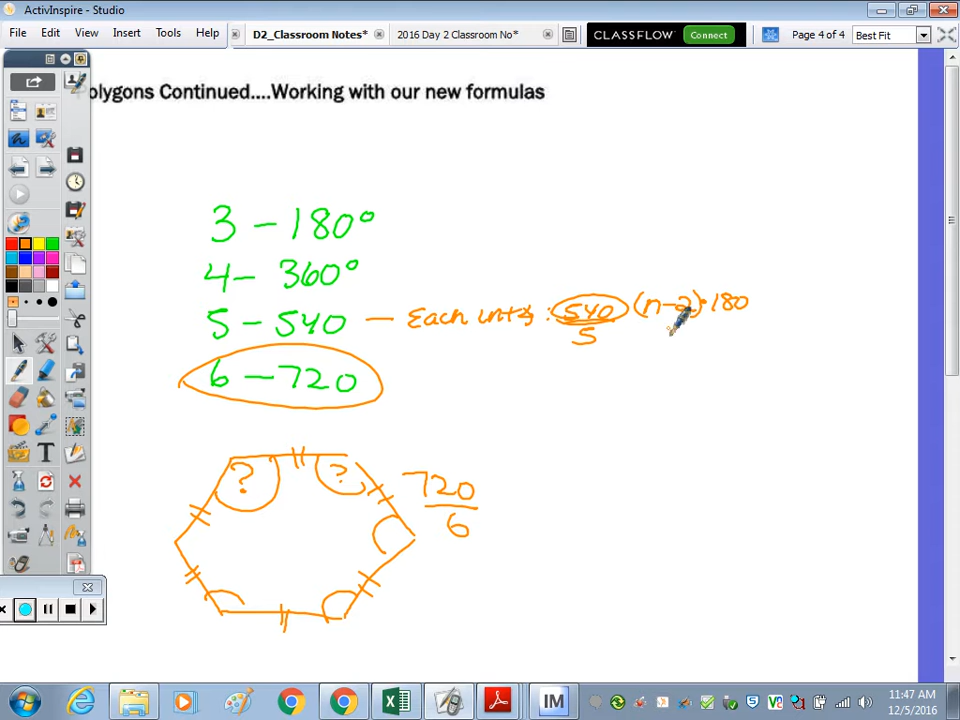 ActivInspire - Studio
File Edit View Insert Tools Help
D2_Classroom Notes*
2016 Day 2 Classroom No*
CLASSFLOW Connect
Page 4 of 4
Best Fit
olygons Continued....Working with our new formulas
3 - 180°
4 - 360°
5 - 540 - Each int∡: 540/5 (n-2)•180
6 - 720
? ?
720
6
IM
11:47 AM
12/5/2016